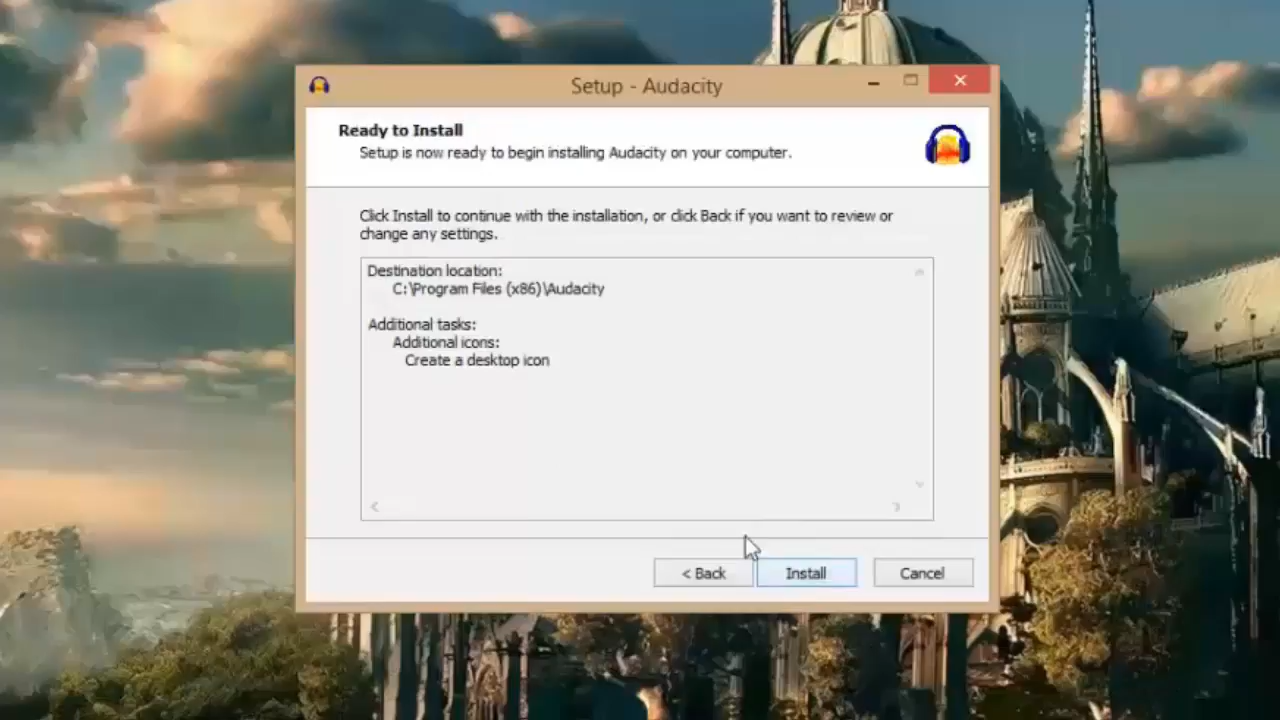 Setup - Audacity
Ready to Install
Setup is now ready to begin installing Audacity on your computer.
Click Install to continue with the installation, or click Back if you want to review or
change any settings.
Destination location:
C:\Program Files (x86)\Audacity
Additional tasks:
Additional icons:
Create a desktop icon
< Back
Install
Cancel